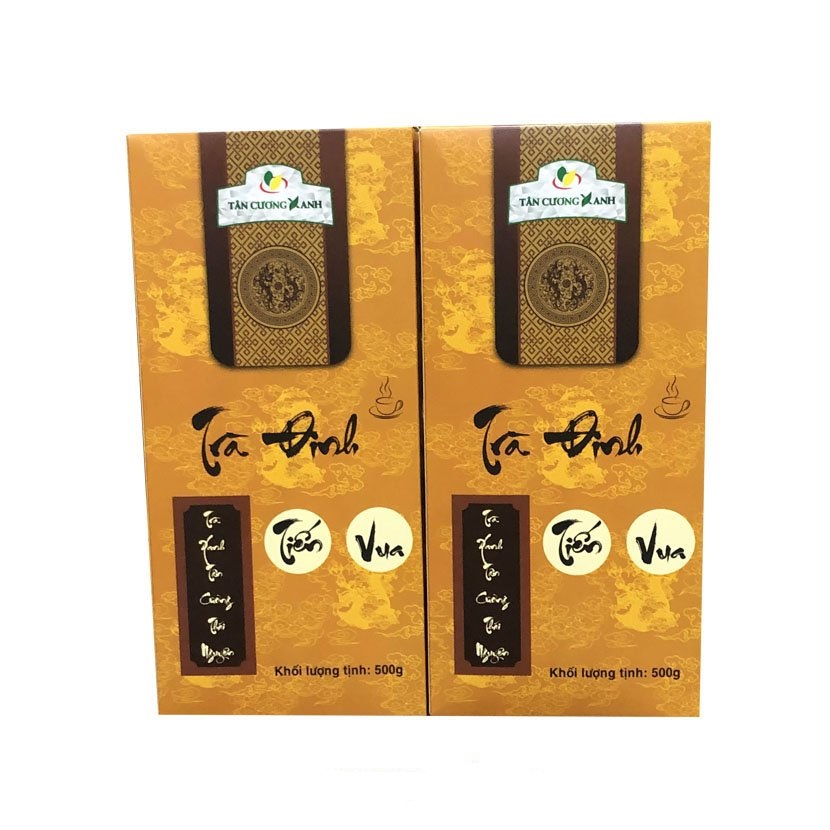 TÂN CƯƠNG XANH
Trà Đinh
Tiến Vua
Trà
Xanh
Tân
Cương
Thái
Nguyên
Khối lượng tịnh: 500g
TÂN CƯƠNG XANH
Trà Đinh
Tiến Vua
Trà
Xanh
Tân
Cương
Thái
Nguyên
Khối lượng tịnh: 500g